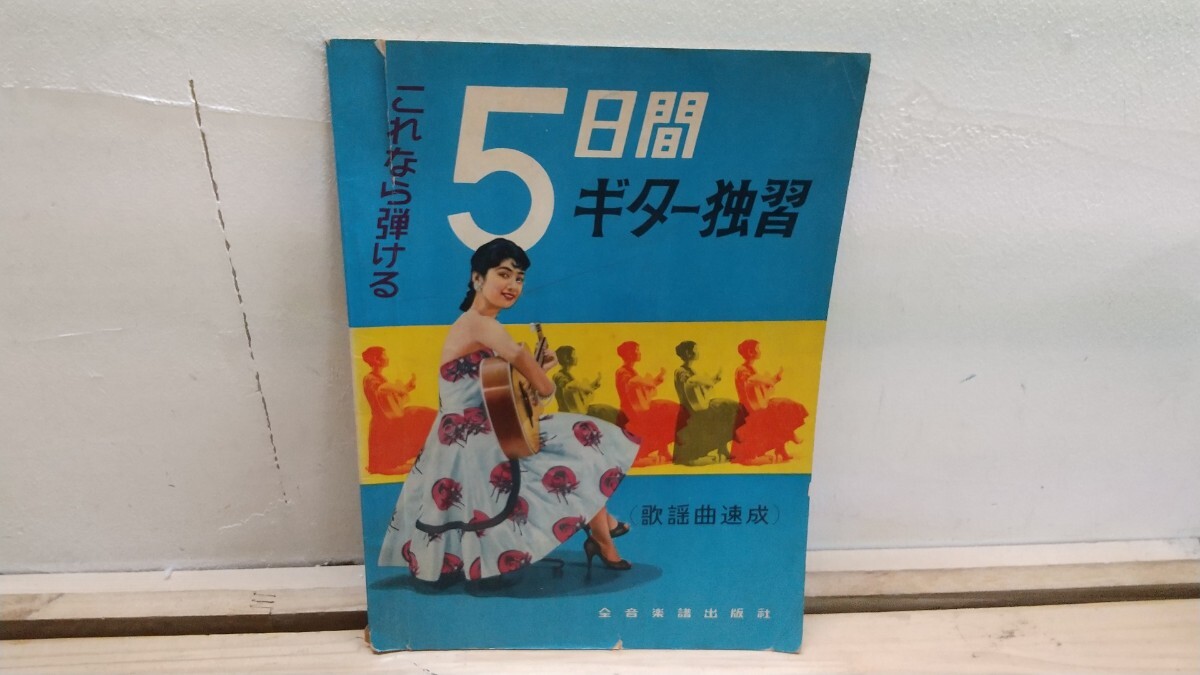 これなら弾ける
5日間
ギター独習
(歌謡曲速成)
全音楽譜出版社